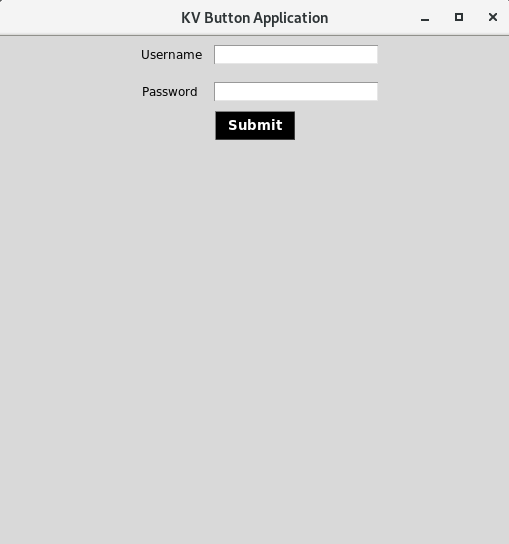 KV Button Application
Username
Password
Submit